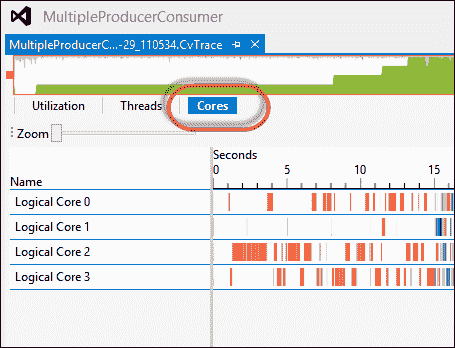 MultipleProducerConsumer
MultipleProducerC...-29_110534.CvTrace
Utilization Threads Cores
Zoom
Seconds
Name 0 5 10 15
Logical Core 0
Logical Core 1
Logical Core 2
Logical Core 3